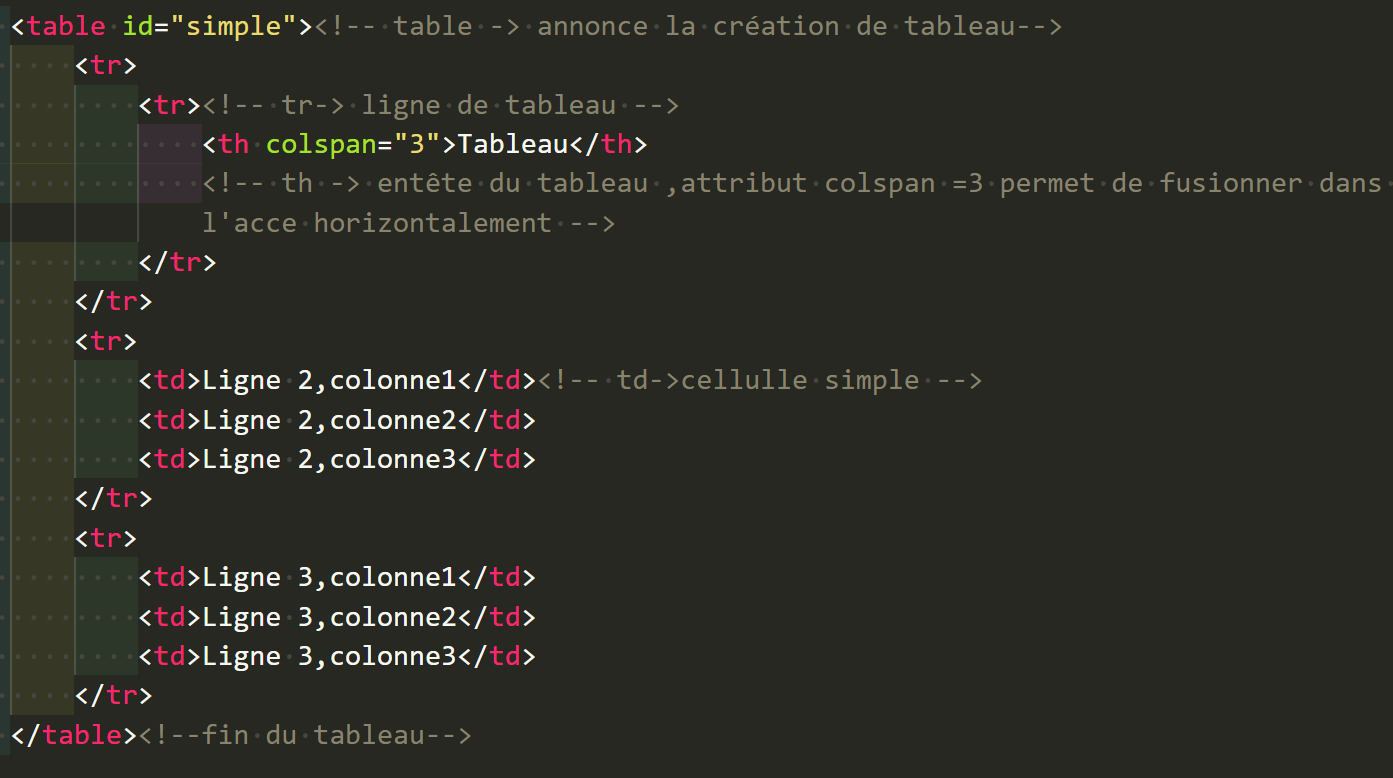 <table id="simple"><!-- table -> annonce la création de tableau-->
<tr>
<tr><!-- tr-> ligne de tableau -->
<th colspan="3">Tableau</th>
<!-- th -> entête du tableau ,attribut colspan =3 permet de fusionner dans
l'acce horizontalement -->
</tr>
</tr>
<tr>
<td>Ligne 2,colonne1</td><!-- td->cellulle simple -->
<td>Ligne 2,colonne2</td>
<td>Ligne 2,colonne3</td>
</tr>
<tr>
<td>Ligne 3,colonne1</td>
<td>Ligne 3,colonne2</td>
<td>Ligne 3,colonne3</td>
</tr>
</table><!--fin du tableau-->